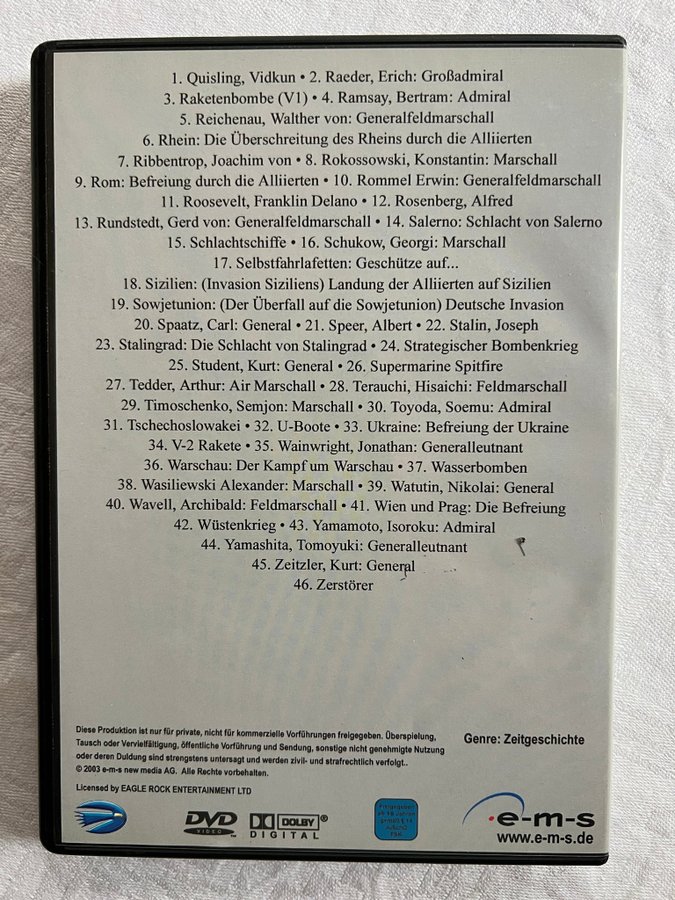 1. Quisling, Vidkun • 2. Raeder, Erich: Großadmiral
3. Raketenbombe (V1) • 4. Ramsay, Bertram: Admiral
5. Reichenau, Walther von: Generalfeldmarschall
6. Rhein: Die Überschreitung des Rheins durch die Alliierten
7. Ribbentrop, Joachim von • 8. Rokossowski, Konstantin: Marschall
9. Rom: Befreiung durch die Alliierten • 10. Rommel Erwin: Generalfeldmarschall
11. Roosevelt, Franklin Delano • 12. Rosenberg, Alfred
13. Rundstedt, Gerd von: Generalfeldmarschall • 14. Salerno: Schlacht von Salerno
15. Schlachtschiffe • 16. Schukow, Georgi: Marschall
17. Selbstfahrlafetten: Geschütze auf...
18. Sizilien: (Invasion Siziliens) Landung der Alliierten auf Sizilien
19. Sowjetunion: (Der Überfall auf die Sowjetunion) Deutsche Invasion
20. Spaatz, Carl: General • 21. Speer, Albert • 22. Stalin, Joseph
23. Stalingrad: Die Schlacht von Stalingrad • 24. Strategischer Bombenkrieg
25. Student, Kurt: General • 26. Supermarine Spitfire
27. Tedder, Arthur: Air Marschall • 28. Terauchi, Hisaichi: Feldmarschall
29. Timoschenko, Semjon: Marschall • 30. Toyoda, Soemu: Admiral
31. Tschechoslowakei • 32. U-Boote • 33. Ukraine: Befreiung der Ukraine
34. V-2 Rakete • 35. Wainwright, Jonathan: Generalleutnant
36. Warschau: Der Kampf um Warschau • 37. Wasserbomben
38. Wasiliewski Alexander: Marschall • 39. Watutin, Nikolai: General
40. Wavell, Archibald: Feldmarschall • 41. Wien und Prag: Die Befreiung
42. Wüstenkrieg • 43. Yamamoto, Isoroku: Admiral
44. Yamashita, Tomoyuki: Generalleutnant
45. Zeitzler, Kurt: General
46. Zerstörer
Diese Produktion ist nur für private, nicht für kommerzielle Vorführungen freigegeben. Überspielung,
Tausch oder Vervielfältigung, öffentliche Vorführung und Sendung, sonstige nicht genehmigte Nutzung
oder deren Duldung sind strengstens untersagt und werden zivil- und strafrechtlich verfolgt..
© 2003 e-m-s new media AG. Alle Rechte vorbehalten.
Genre: Zeitgeschichte
Licensed by EAGLE ROCK ENTERTAINMENT LTD
DVD
VIDEO
DOLBY
DIGITAL
Freigegeben
ab 16 Jahren
FSK
e-m-s
www.e-m-s.de